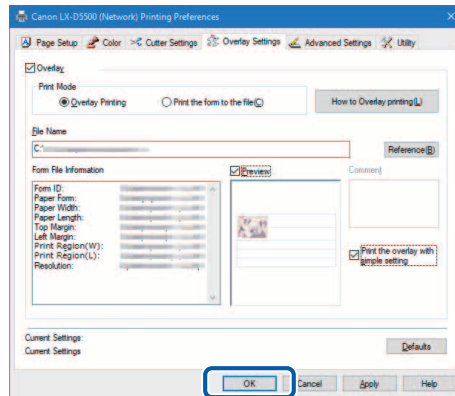 Canon LX-D5500 (Network) Printing Preferences
Page Setup Color Cutter Settings Overlay Settings Advanced Settings Utility
Overlay
Print Mode
Overlay Printing Print the form to the file(C) How to Overlay printing(L)
File Name
C:
Reference(B)
Form File Information Preview Comment
Form ID:
Paper Form:
Paper Width:
Paper Length:
Top Margin:
Left Margin:
Print Region(W):
Print Region(L):
Resolution:
Print the overlay with
simple setting
Current Settings:
Current Settings
Defaults
OK Cancel Apply Help